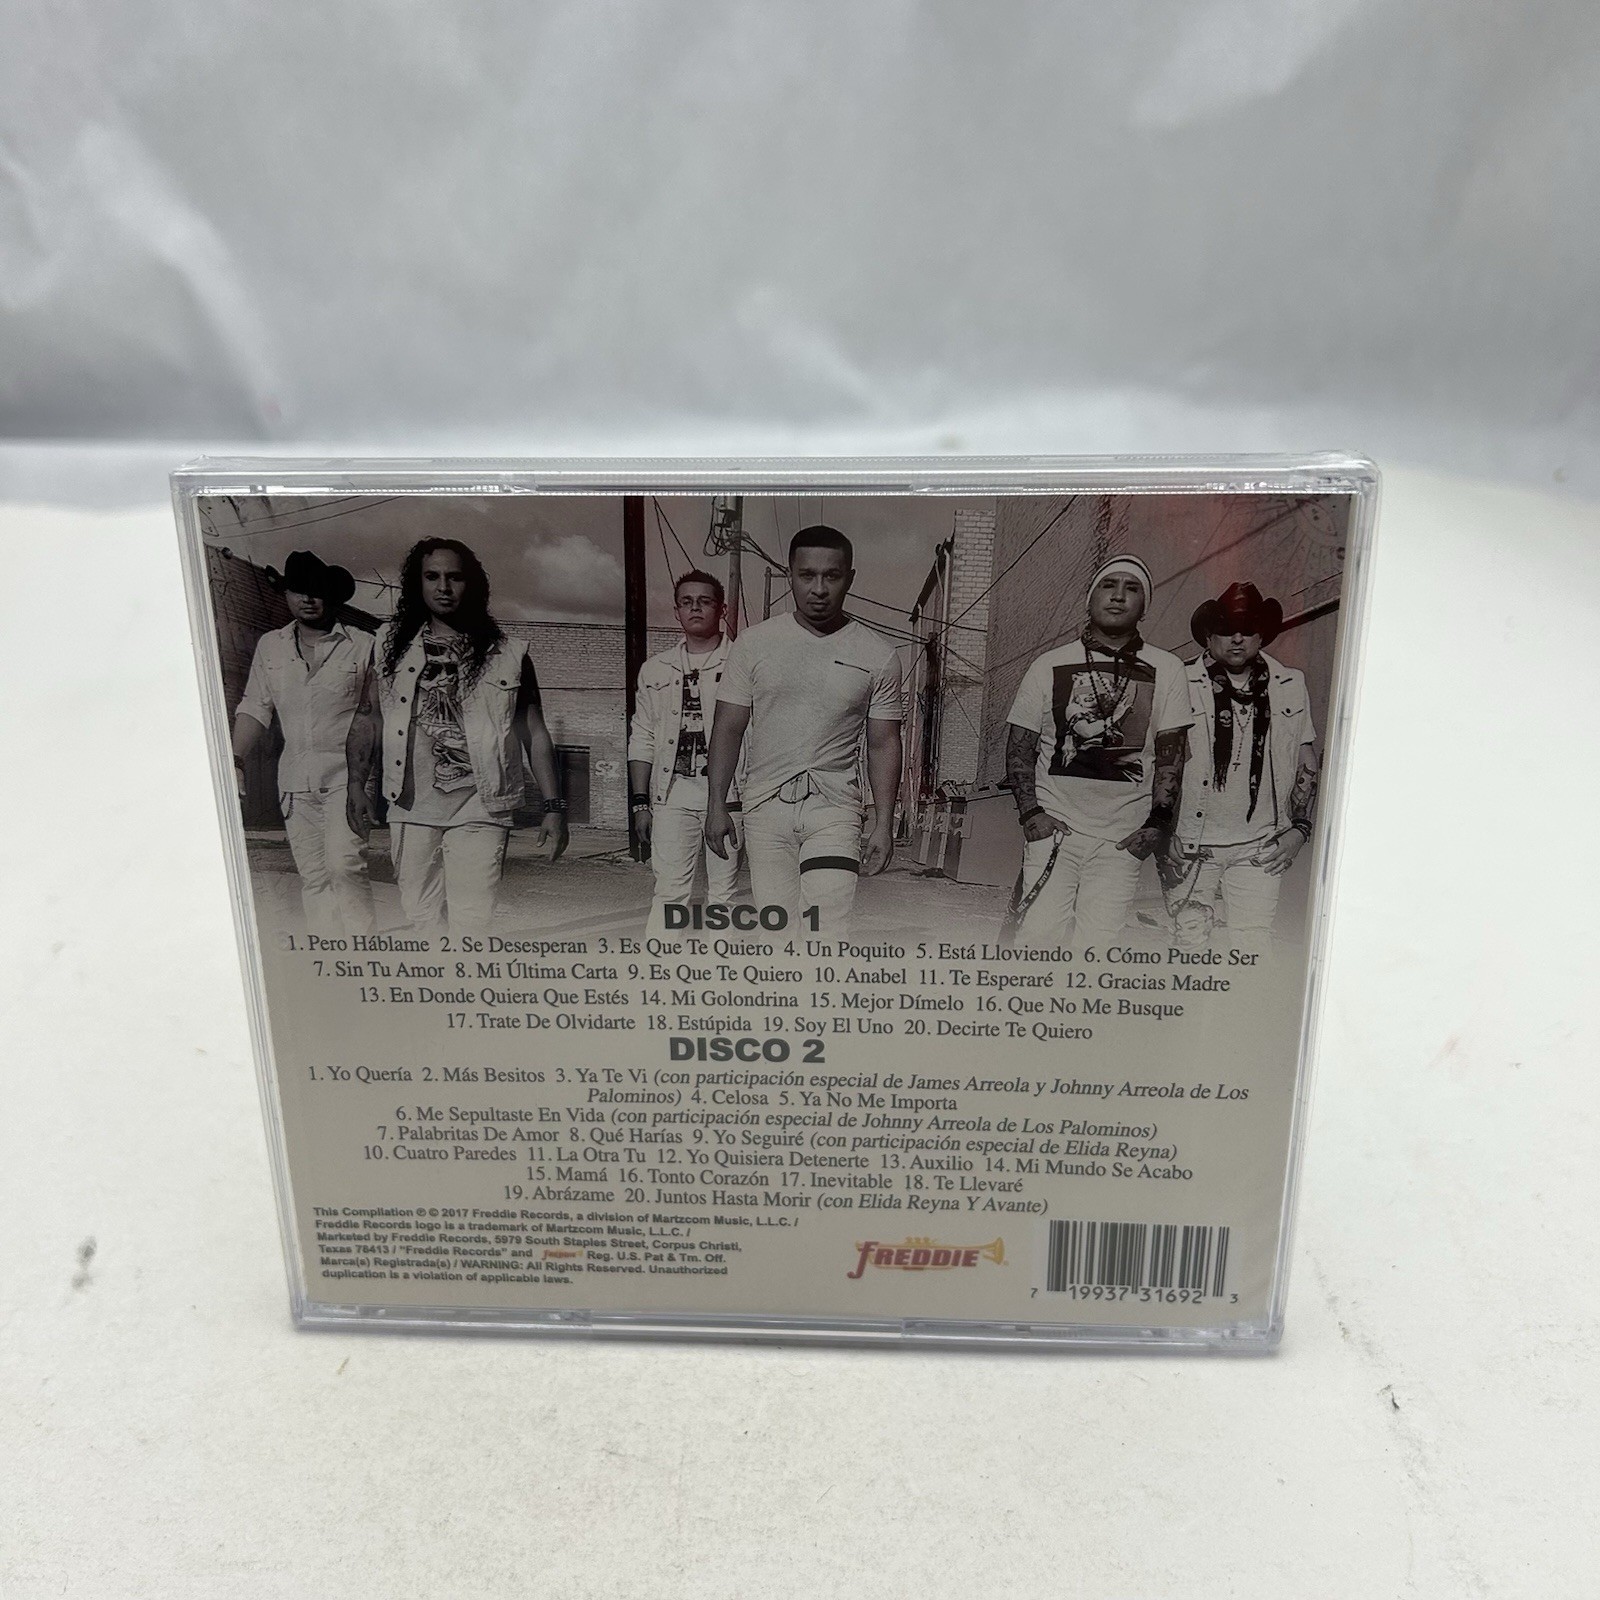 DISCO 1
1. Pero Háblame 2. Se Desesperan 3. Es Que Te Quiero 4. Un Poquito 5. Está Lloviendo 6. Cómo Puede Ser
7. Sin Tu Amor 8. Mi Última Carta 9. Es Que Te Quiero 10. Anabel 11. Te Esperaré 12. Gracias Madre
13. En Donde Quiera Que Estés 14. Mi Golondrina 15. Mejor Dímelo 16. Que No Me Busque
17. Trate De Olvidarte 18. Estúpida 19. Soy El Uno 20. Decirte Te Quiero
DISCO 2
1. Yo Quería 2. Más Besitos 3. Ya Te Vi (con participación especial de James Arreola y Johnny Arreola de Los
Palominos) 4. Celosa 5. Ya No Me Importa
6. Me Sepultaste En Vida (con participación especial de Johnny Arreola de Los Palominos)
7. Palabritas De Amor 8. Qué Harías 9. Yo Seguiré (con participación especial de Elida Reyna)
10. Cuatro Paredes 11. La Otra Tu 12. Yo Quisiera Detenerte 13. Auxilio 14. Mi Mundo Se Acabo
15. Mamá 16. Tonto Corazón 17. Inevitable 18. Te Llevaré
19. Abrázame 20. Juntos Hasta Morir (con Elida Reyna Y Avante)
This Compilation ℗ © 2017 Freddie Records, a division of Martzcom Music, L.L.C. /
Freddie Records logo is a trademark of Martzcom Music, L.L.C. /
Marketed by Freddie Records, 5979 South Staples Street, Corpus Christi,
Texas 78413 / "Freddie Records" and Freddie Reg. U.S. Pat & Tm. Off.
Marca(s) Registrada(s) / WARNING: All Rights Reserved. Unauthorized
duplication is a violation of applicable laws.
FREDDIE
7 19937 31692 3